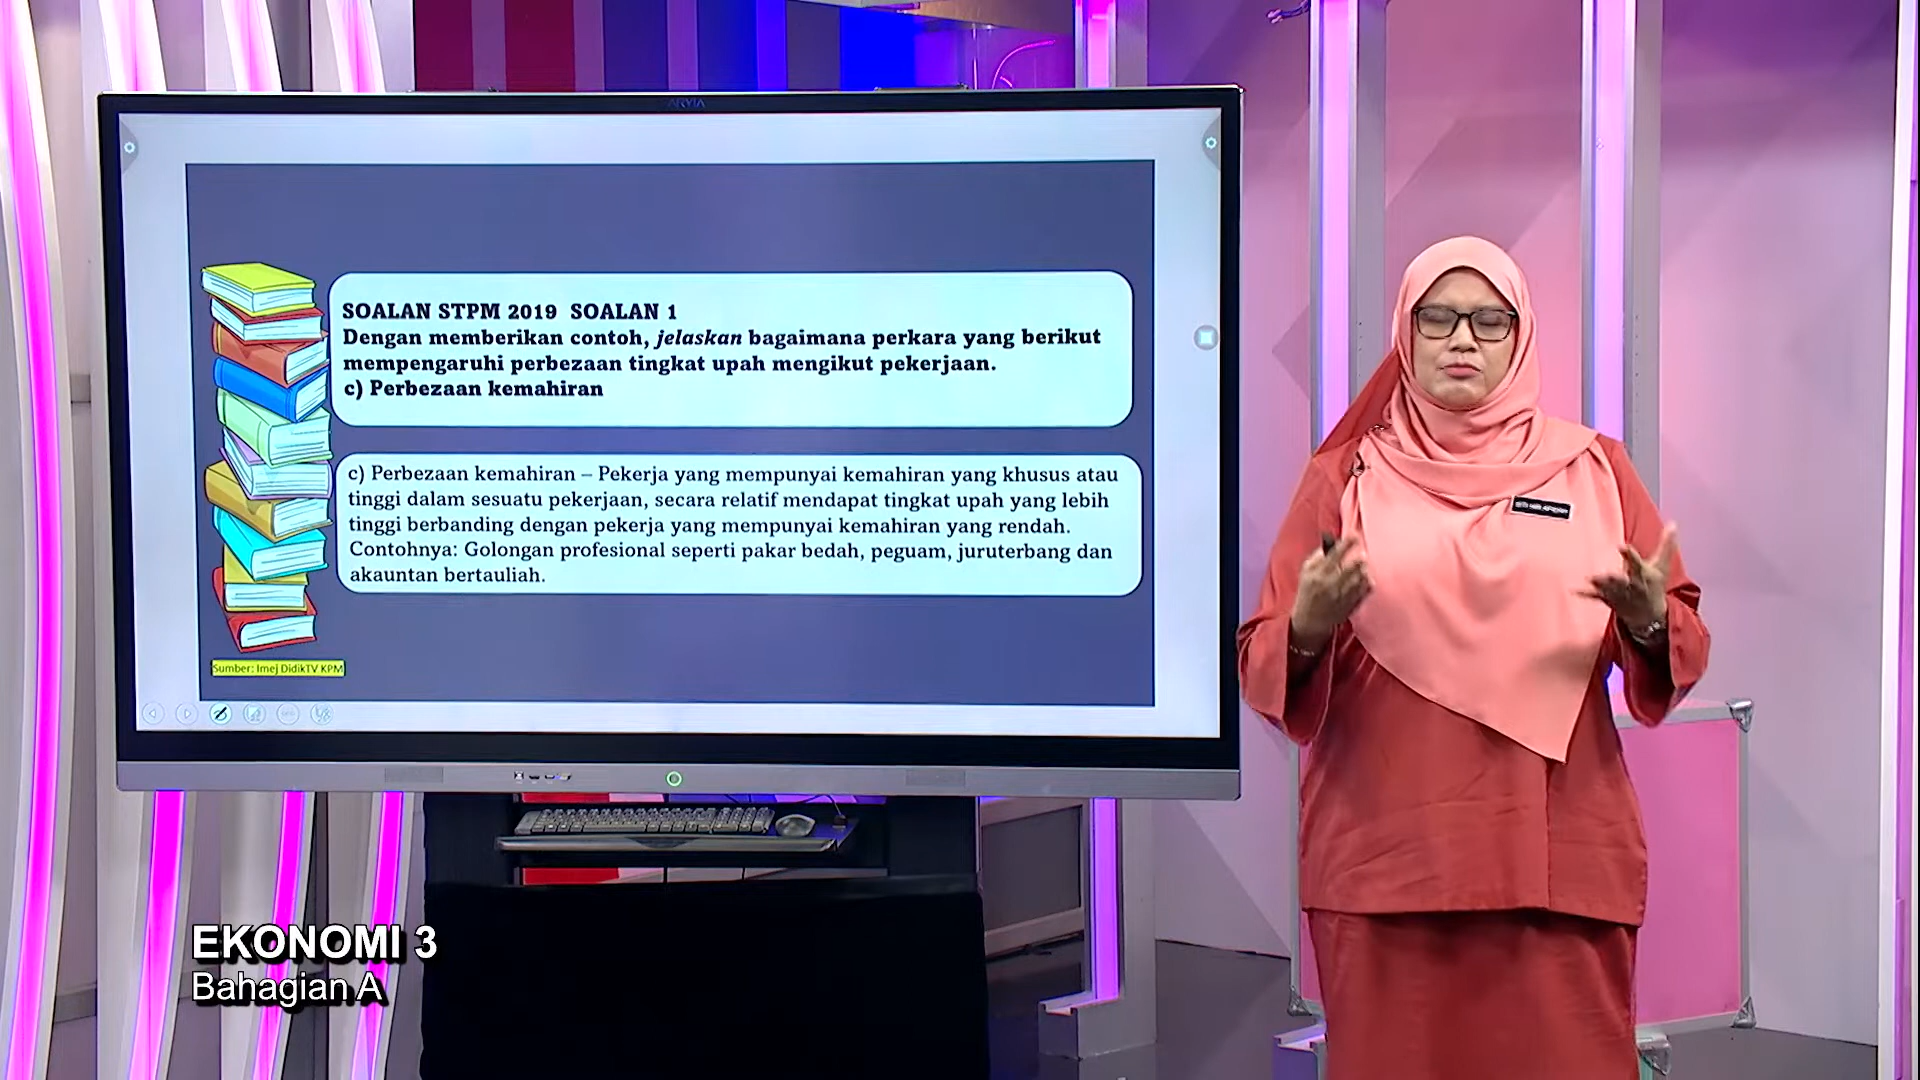 ARVIA
SOALAN STPM 2019 SOALAN 1
Dengan memberikan contoh, jelaskan bagaimana perkara yang berikut
mempengaruhi perbezaan tingkat upah mengikut pekerjaan.
c) Perbezaan kemahiran
c) Perbezaan kemahiran – Pekerja yang mempunyai kemahiran yang khusus atau
tinggi dalam sesuatu pekerjaan, secara relatif mendapat tingkat upah yang lebih
tinggi berbanding dengan pekerja yang mempunyai kemahiran yang rendah.
Contohnya: Golongan profesional seperti pakar bedah, peguam, juruterbang dan
akauntan bertauliah.
Sumber: Imej DidikTV KPM
EKONOMI 3
Bahagian A